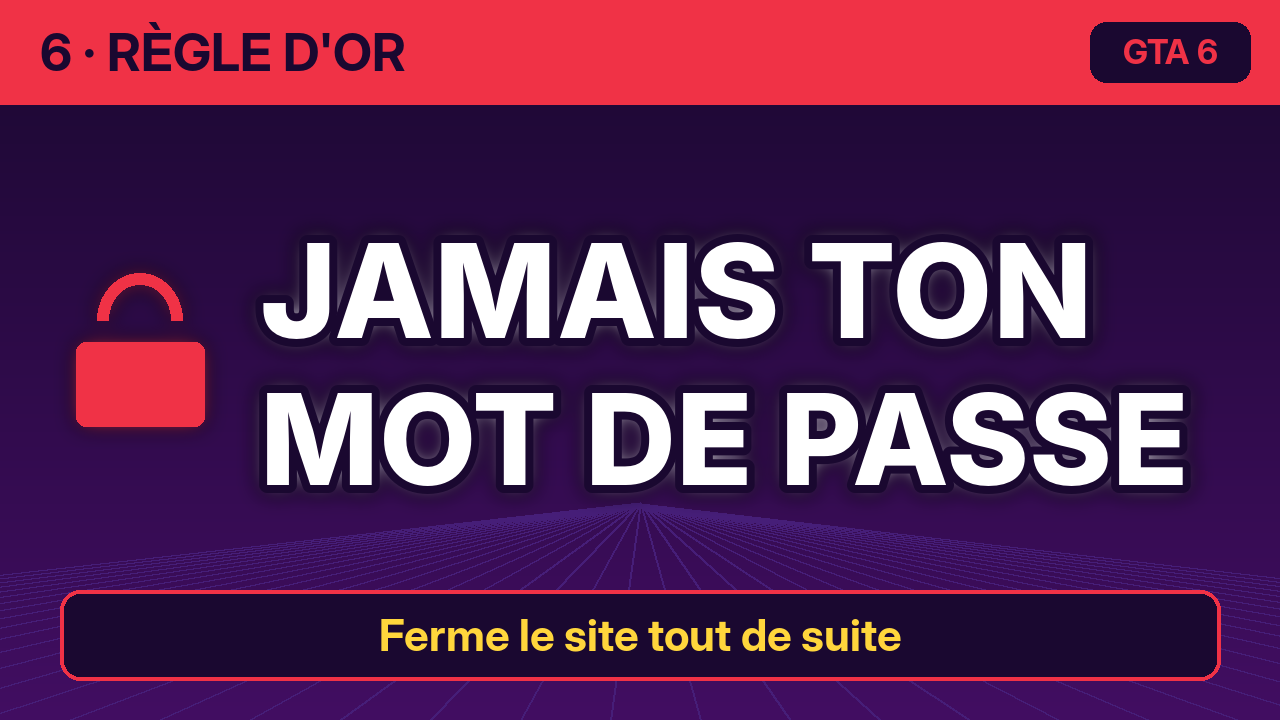 6 · RÈGLE D'OR
GTA 6
JAMAIS TON
MOT DE PASSE
Ferme le site tout de suite